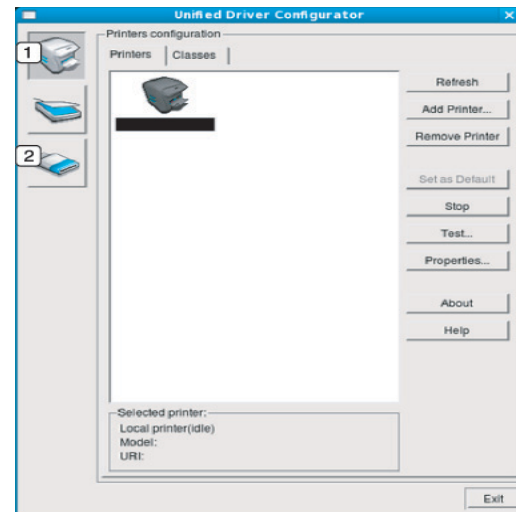 Unified Driver Configurator
1
2
Printers configuration
Printers
Classes
Refresh
Add Printer...
Remove Printer
Set as Default
Stop
Test...
Properties...
About
Help
Selected printer:
Local printer(idle)
Model:
URI:
Exit